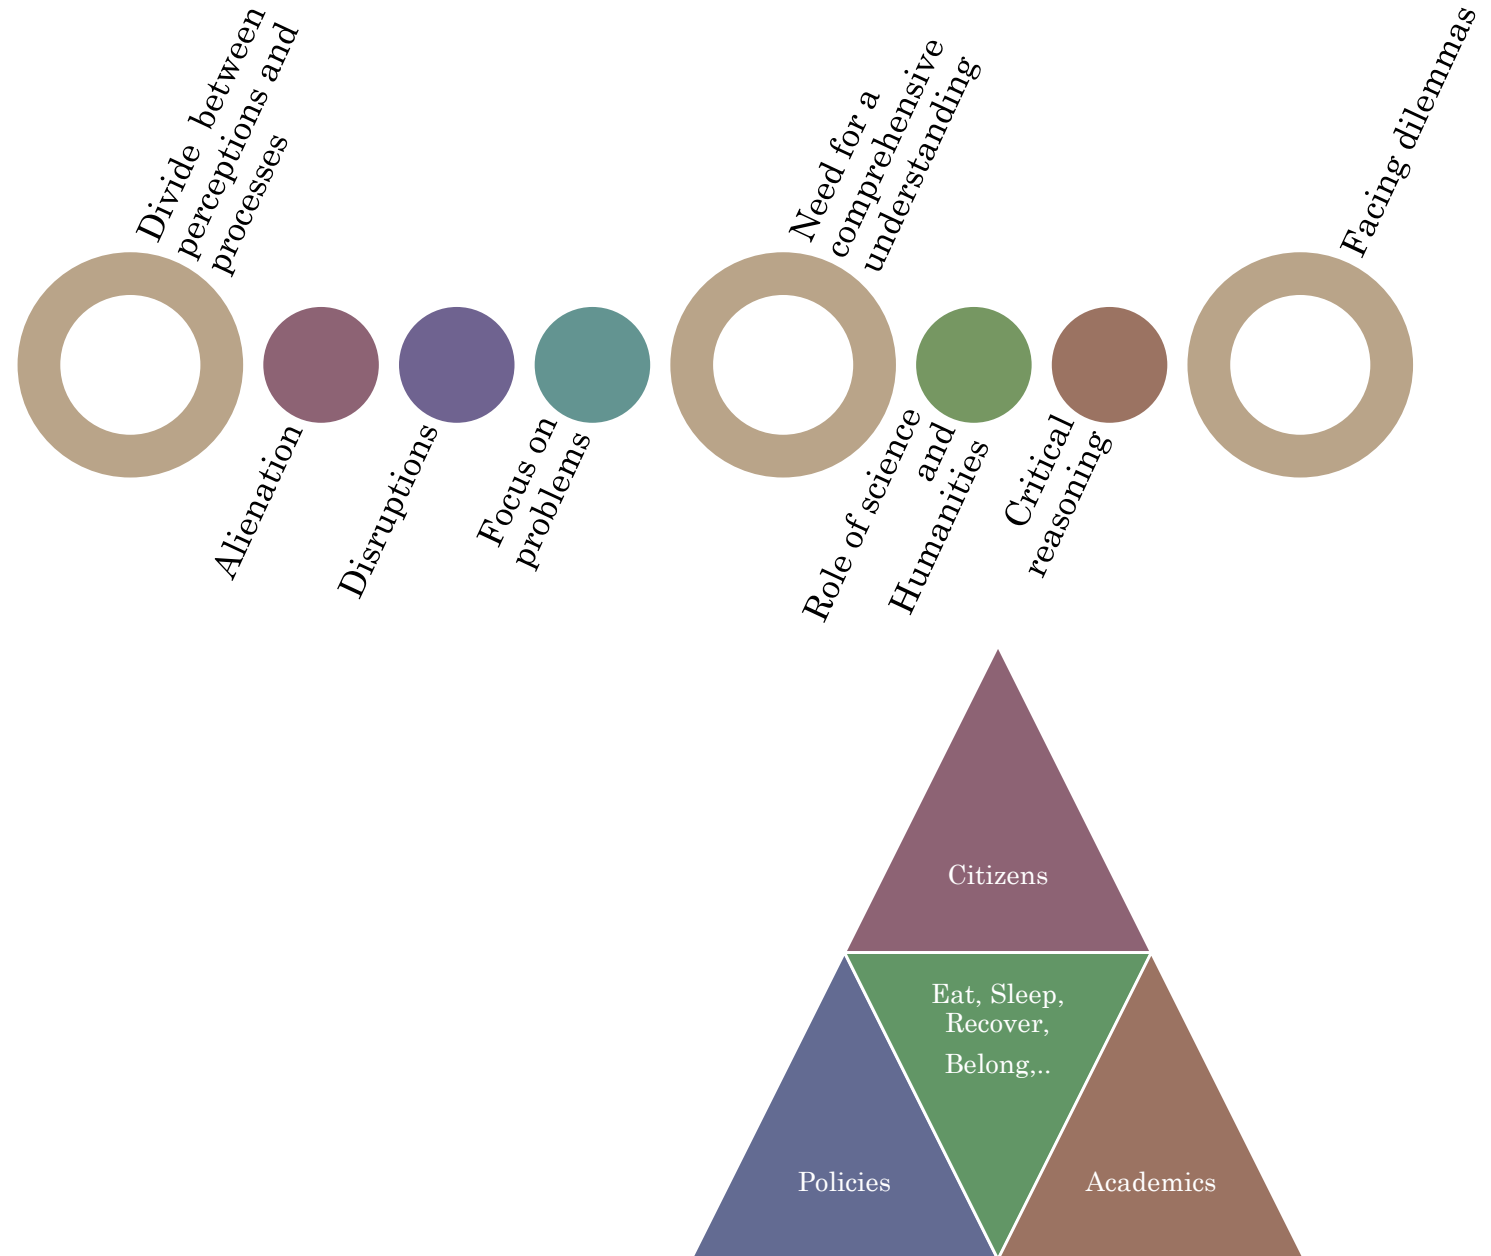 Divide between
perceptions and
processes
Alienation
Disruptions
Focus on
problems
Need for a
comprehensive
understanding
Role of science
and
Humanities
Critical
reasoning
Facing dilemmas
Citizens
Eat, Sleep,
Recover,
Belong,..
Policies
Academics